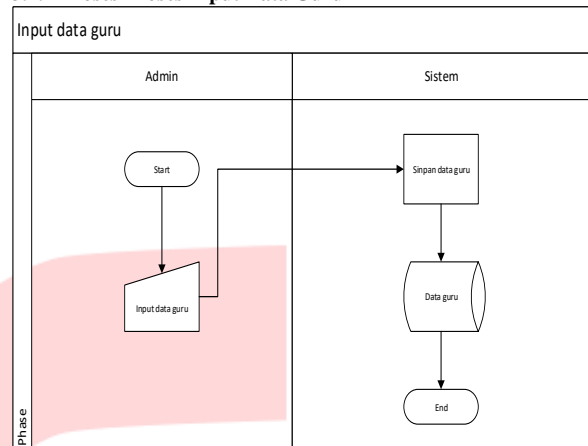 Input data guru
Admin
Sistem
Start
Sinpan data guru
Input data guru
Data guru
End
Phase